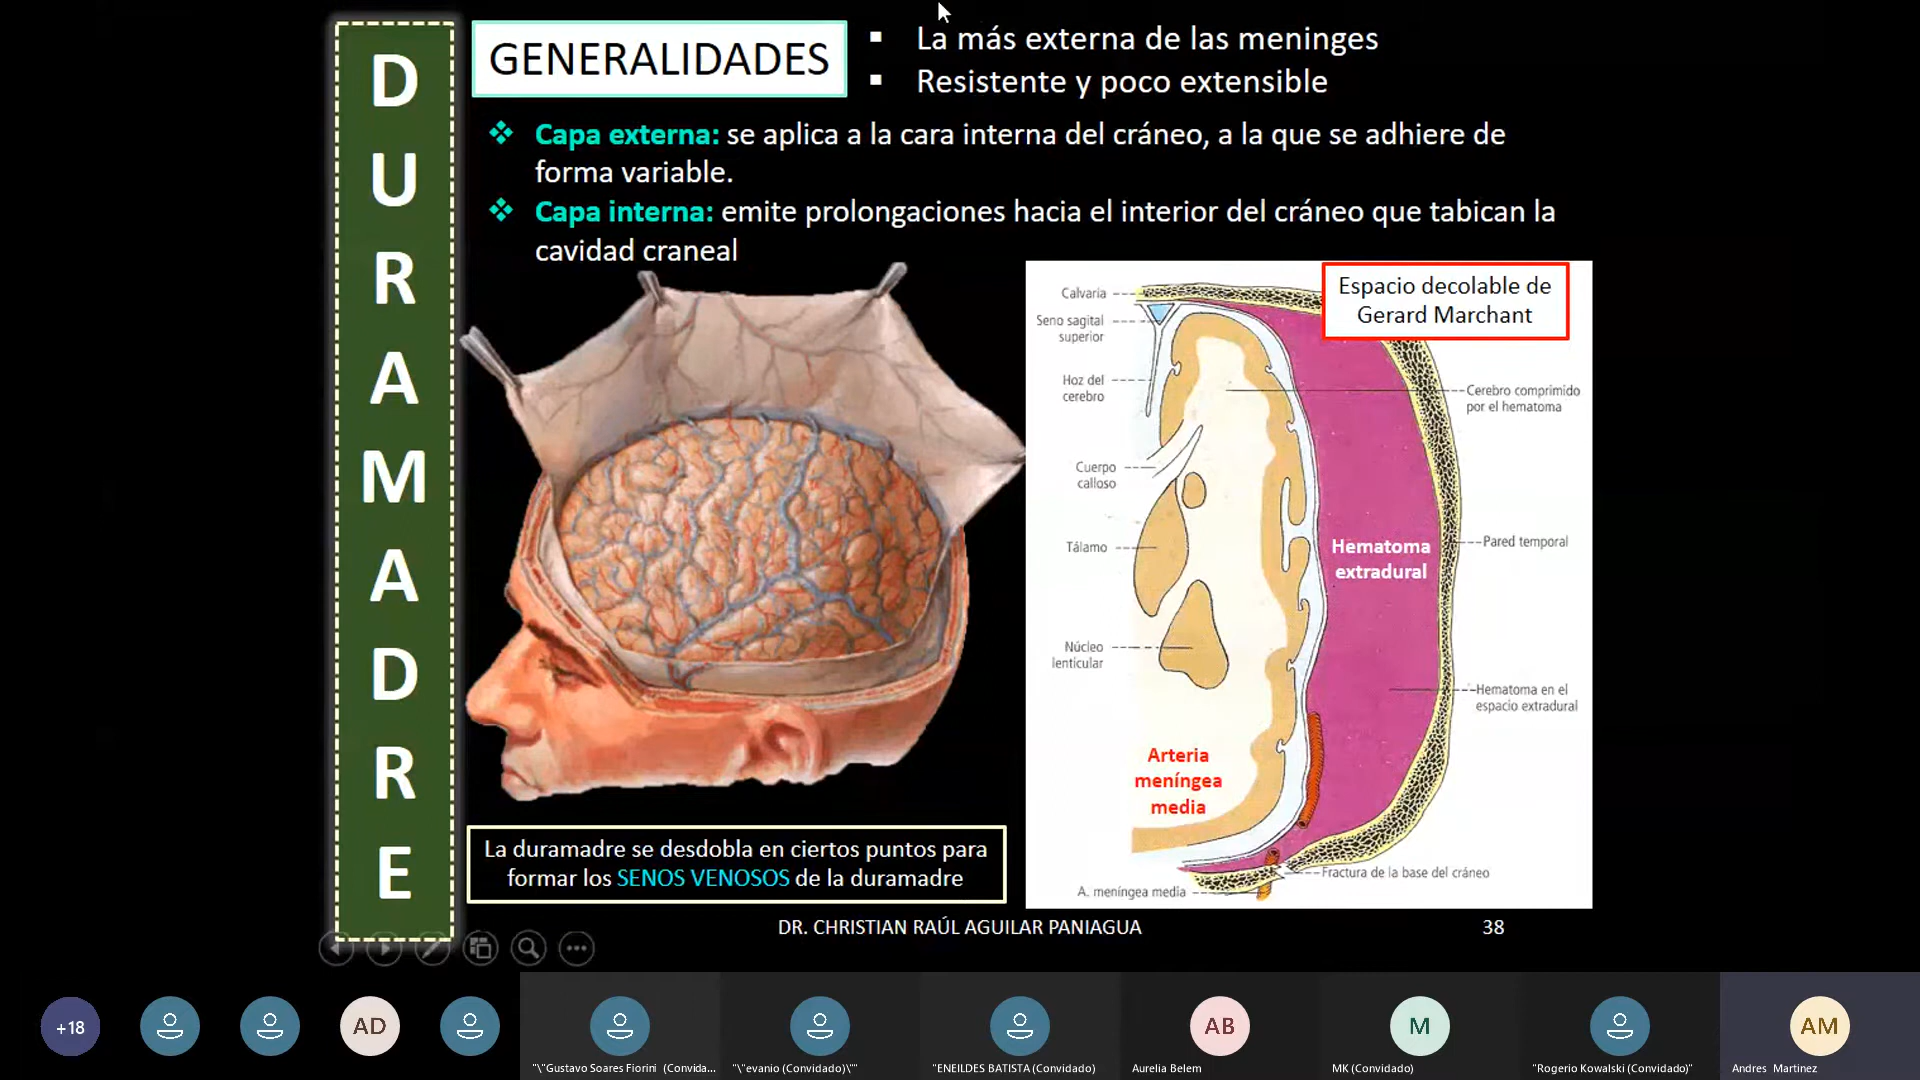 DURAMADRE
GENERALIDADES
▪ La más externa de las meninges
▪ Resistente y poco extensible
❖ Capa externa: se aplica a la cara interna del cráneo, a la que se adhiere de
forma variable.
❖ Capa interna: emite prolongaciones hacia el interior del cráneo que tabican la
cavidad craneal
Espacio decolable de
Gerard Marchant
Calvaria
Seno sagital
superior
Hoz del
cerebro
Cuerpo
calloso
Tálamo
Núcleo
lenticular
Arteria
meníngea
media
A. meníngea media
Cerebro comprimido
por el hematoma
Hematoma
extradural
Pared temporal
Hematoma en el
espacio extradural
Fractura de la base del cráneo
La duramadre se desdobla en ciertos puntos para
formar los SENOS VENOSOS de la duramadre
DR. CHRISTIAN RAÚL AGUILAR PANIAGUA
38
+18
AD
AB
M
AM
"\"Gustavo Soares Fiorini (Convida...
"\"evanio (Convidado)\""
"ENEILDES BATISTA (Convidado)
Aurelia Belem
MK (Convidado)
"Rogerio Kowalski (Convidado)"
Andres Martinez